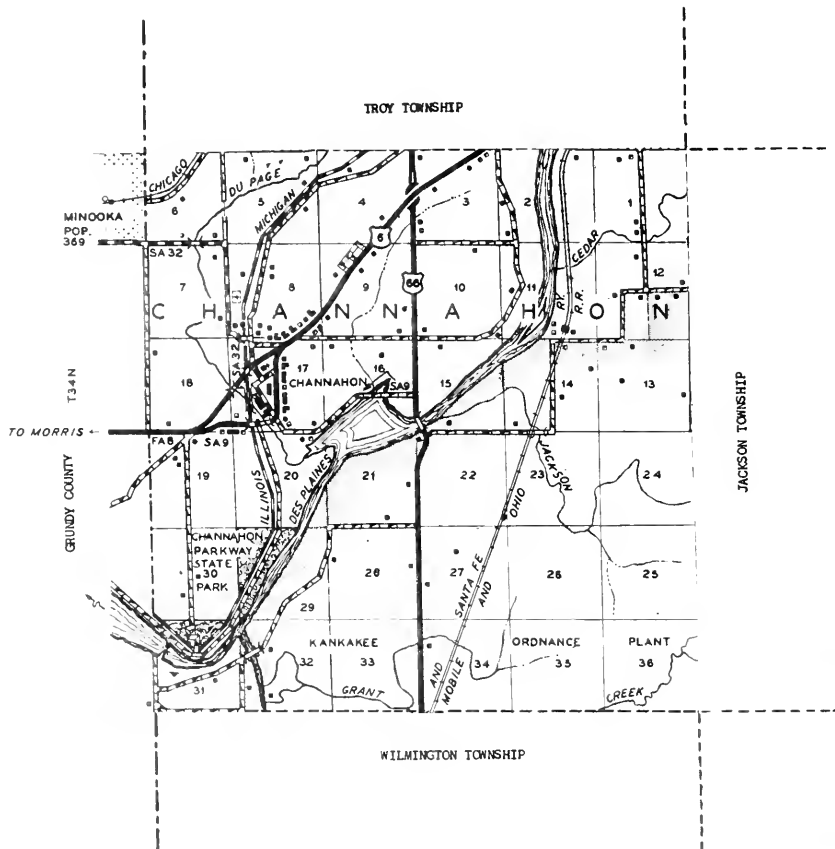 TROY TOWNSHIP
CHICAGO
DU PAGE
MICHIGAN
6
5
4
3
2
1
MINOOKA
POP.
369
6
SA 32
CEDAR
66
7
8
9
10
11
12
RY.
R.R.
CHANNAHON
T34N
SA32
18
17
16
CHANNAHON
SA9
15
14
13
TO MORRIS
FA8
SA9
JACKSON TOWNSHIP
GRUNDY COUNTY
19
20
21
22
23
24
ILLINOIS
DES PLAINES
JACKSON
OHIO
CHANNAHON
PARKWAY
STATE
30
PARK
29
28
27
26
25
SANTA FE
AND
KANKAKEE
ORDNANCE
PLANT
31
32
33
34
35
36
AND
MOBILE
GRANT
CREEK
WILMINGTON TOWNSHIP